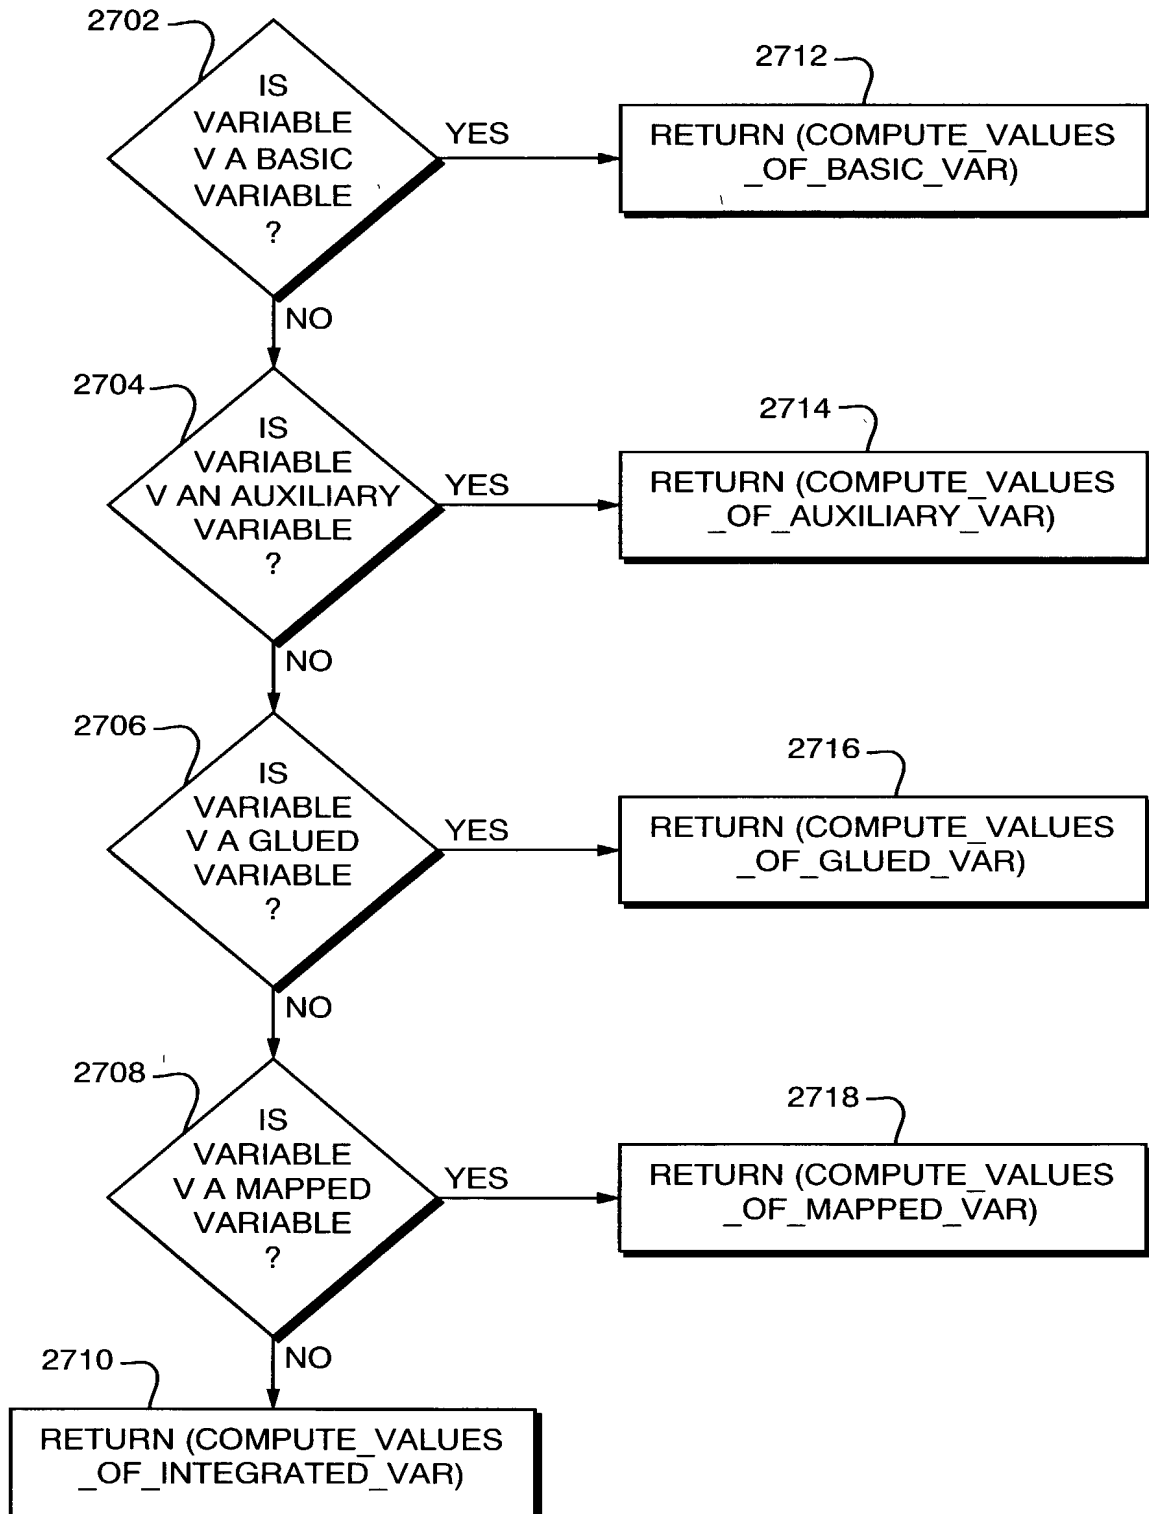 2702
IS
VARIABLE
V A BASIC
VARIABLE
?
YES
2712
RETURN (COMPUTE_VALUES
_OF_BASIC_VAR)
NO
2704
IS
VARIABLE
V AN AUXILIARY
VARIABLE
?
YES
2714
RETURN (COMPUTE_VALUES
_OF_AUXILIARY_VAR)
NO
2706
IS
VARIABLE
V A GLUED
VARIABLE
?
YES
2716
RETURN (COMPUTE_VALUES
_OF_GLUED_VAR)
NO
2708
IS
VARIABLE
V A MAPPED
VARIABLE
?
YES
2718
RETURN (COMPUTE_VALUES
_OF_MAPPED_VAR)
NO
2710
RETURN (COMPUTE_VALUES
_OF_INTEGRATED_VAR)